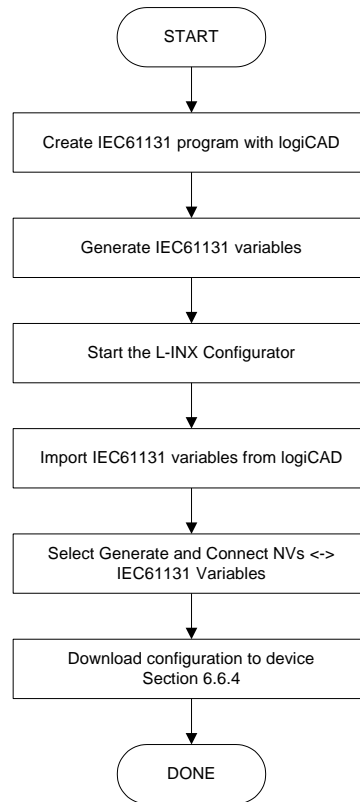 START
Create IEC61131 program with logiCAD
Generate IEC61131 variables
Start the L-INX Configurator
Import IEC61131 variables from logiCAD
Select Generate and Connect NVs <->
IEC61131 Variables
Download configuration to device
Section 6.6.4
DONE